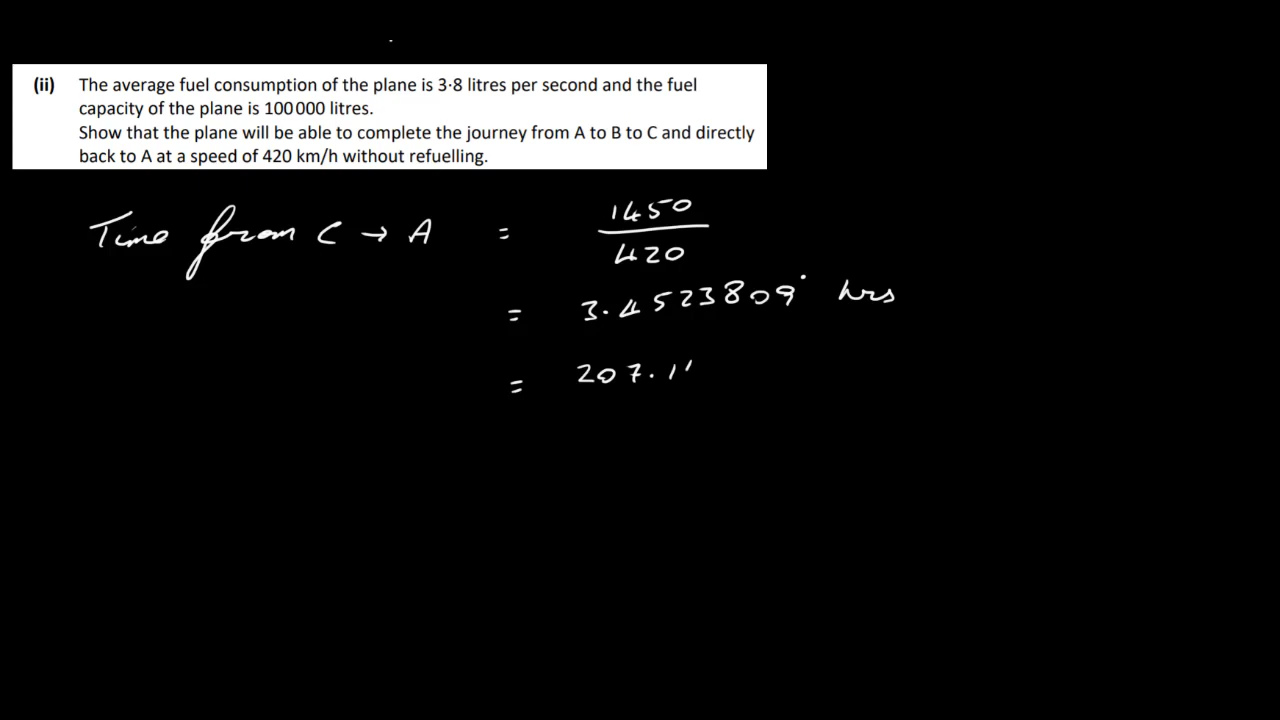 (ii) The average fuel consumption of the plane is 3·8 litres per second and the fuel
capacity of the plane is 100 000 litres.
Show that the plane will be able to complete the journey from A to B to C and directly
back to A at a speed of 420 km/h without refuelling.
Time from C → A = 1450
420
= 3.4523809 hrs
= 207.1